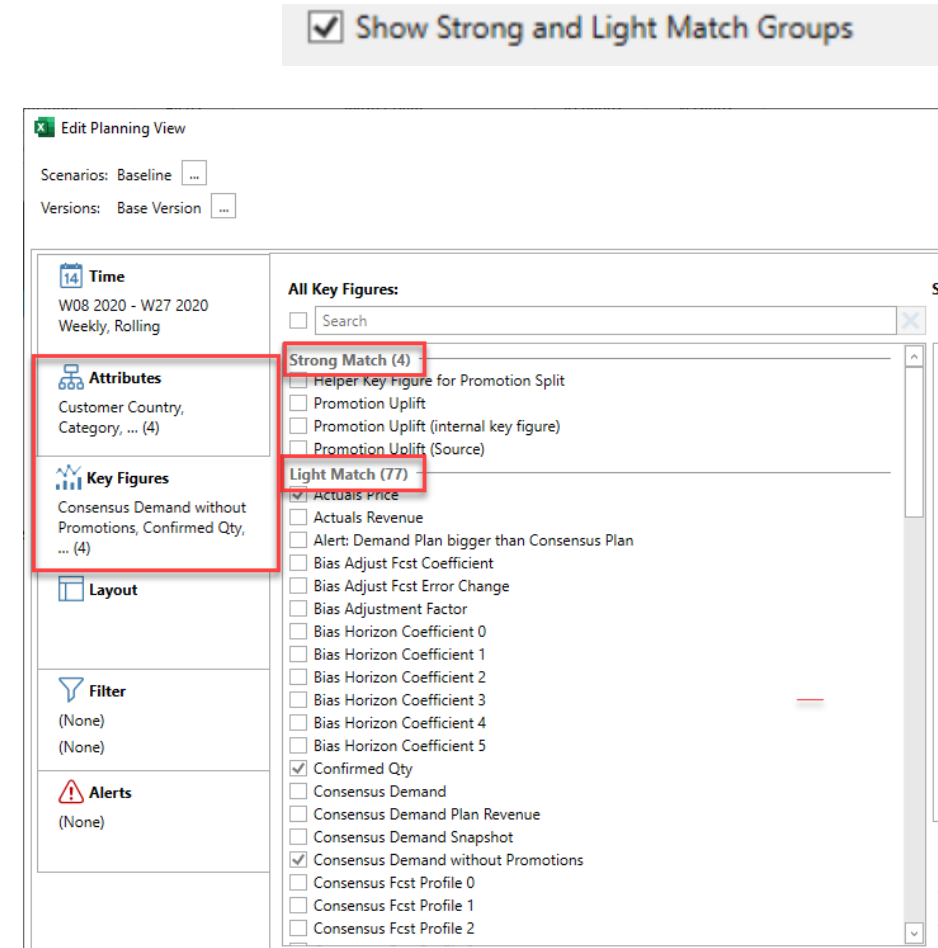 Show Strong and Light Match Groups
Edit Planning View
Scenarios: Baseline ...
Versions: Base Version ...
14 Time
W08 2020 - W27 2020
Weekly, Rolling
Attributes
Customer Country,
Category, ... (4)
Key Figures
Consensus Demand without
Promotions, Confirmed Qty,
... (4)
Layout
Filter
(None)
(None)
Alerts
(None)
All Key Figures:
Search
Strong Match (4)
Helper Key Figure for Promotion Split
Promotion Uplift
Promotion Uplift (internal key figure)
Promotion Uplift (Source)
Light Match (77)
Actuals Price
Actuals Revenue
Alert: Demand Plan bigger than Consensus Plan
Bias Adjust Fcst Coefficient
Bias Adjust Fcst Error Change
Bias Adjustment Factor
Bias Horizon Coefficient 0
Bias Horizon Coefficient 1
Bias Horizon Coefficient 2
Bias Horizon Coefficient 3
Bias Horizon Coefficient 4
Bias Horizon Coefficient 5
Confirmed Qty
Consensus Demand
Consensus Demand Plan Revenue
Consensus Demand Snapshot
Consensus Demand without Promotions
Consensus Fcst Profile 0
Consensus Fcst Profile 1
Consensus Fcst Profile 2